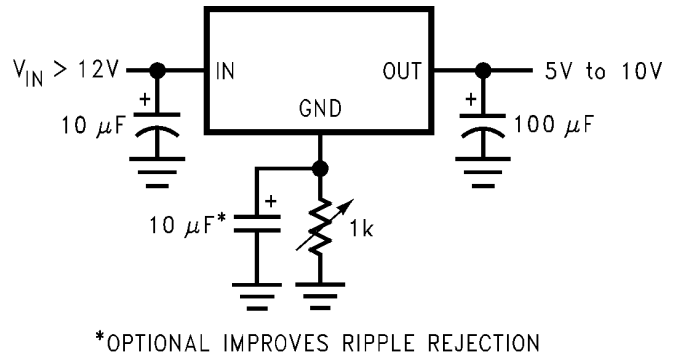 V_IN > 12V
IN
OUT
5V to 10V
GND
+
10 μF
+
100 μF
+
10 μF*
1k
*OPTIONAL IMPROVES RIPPLE REJECTION